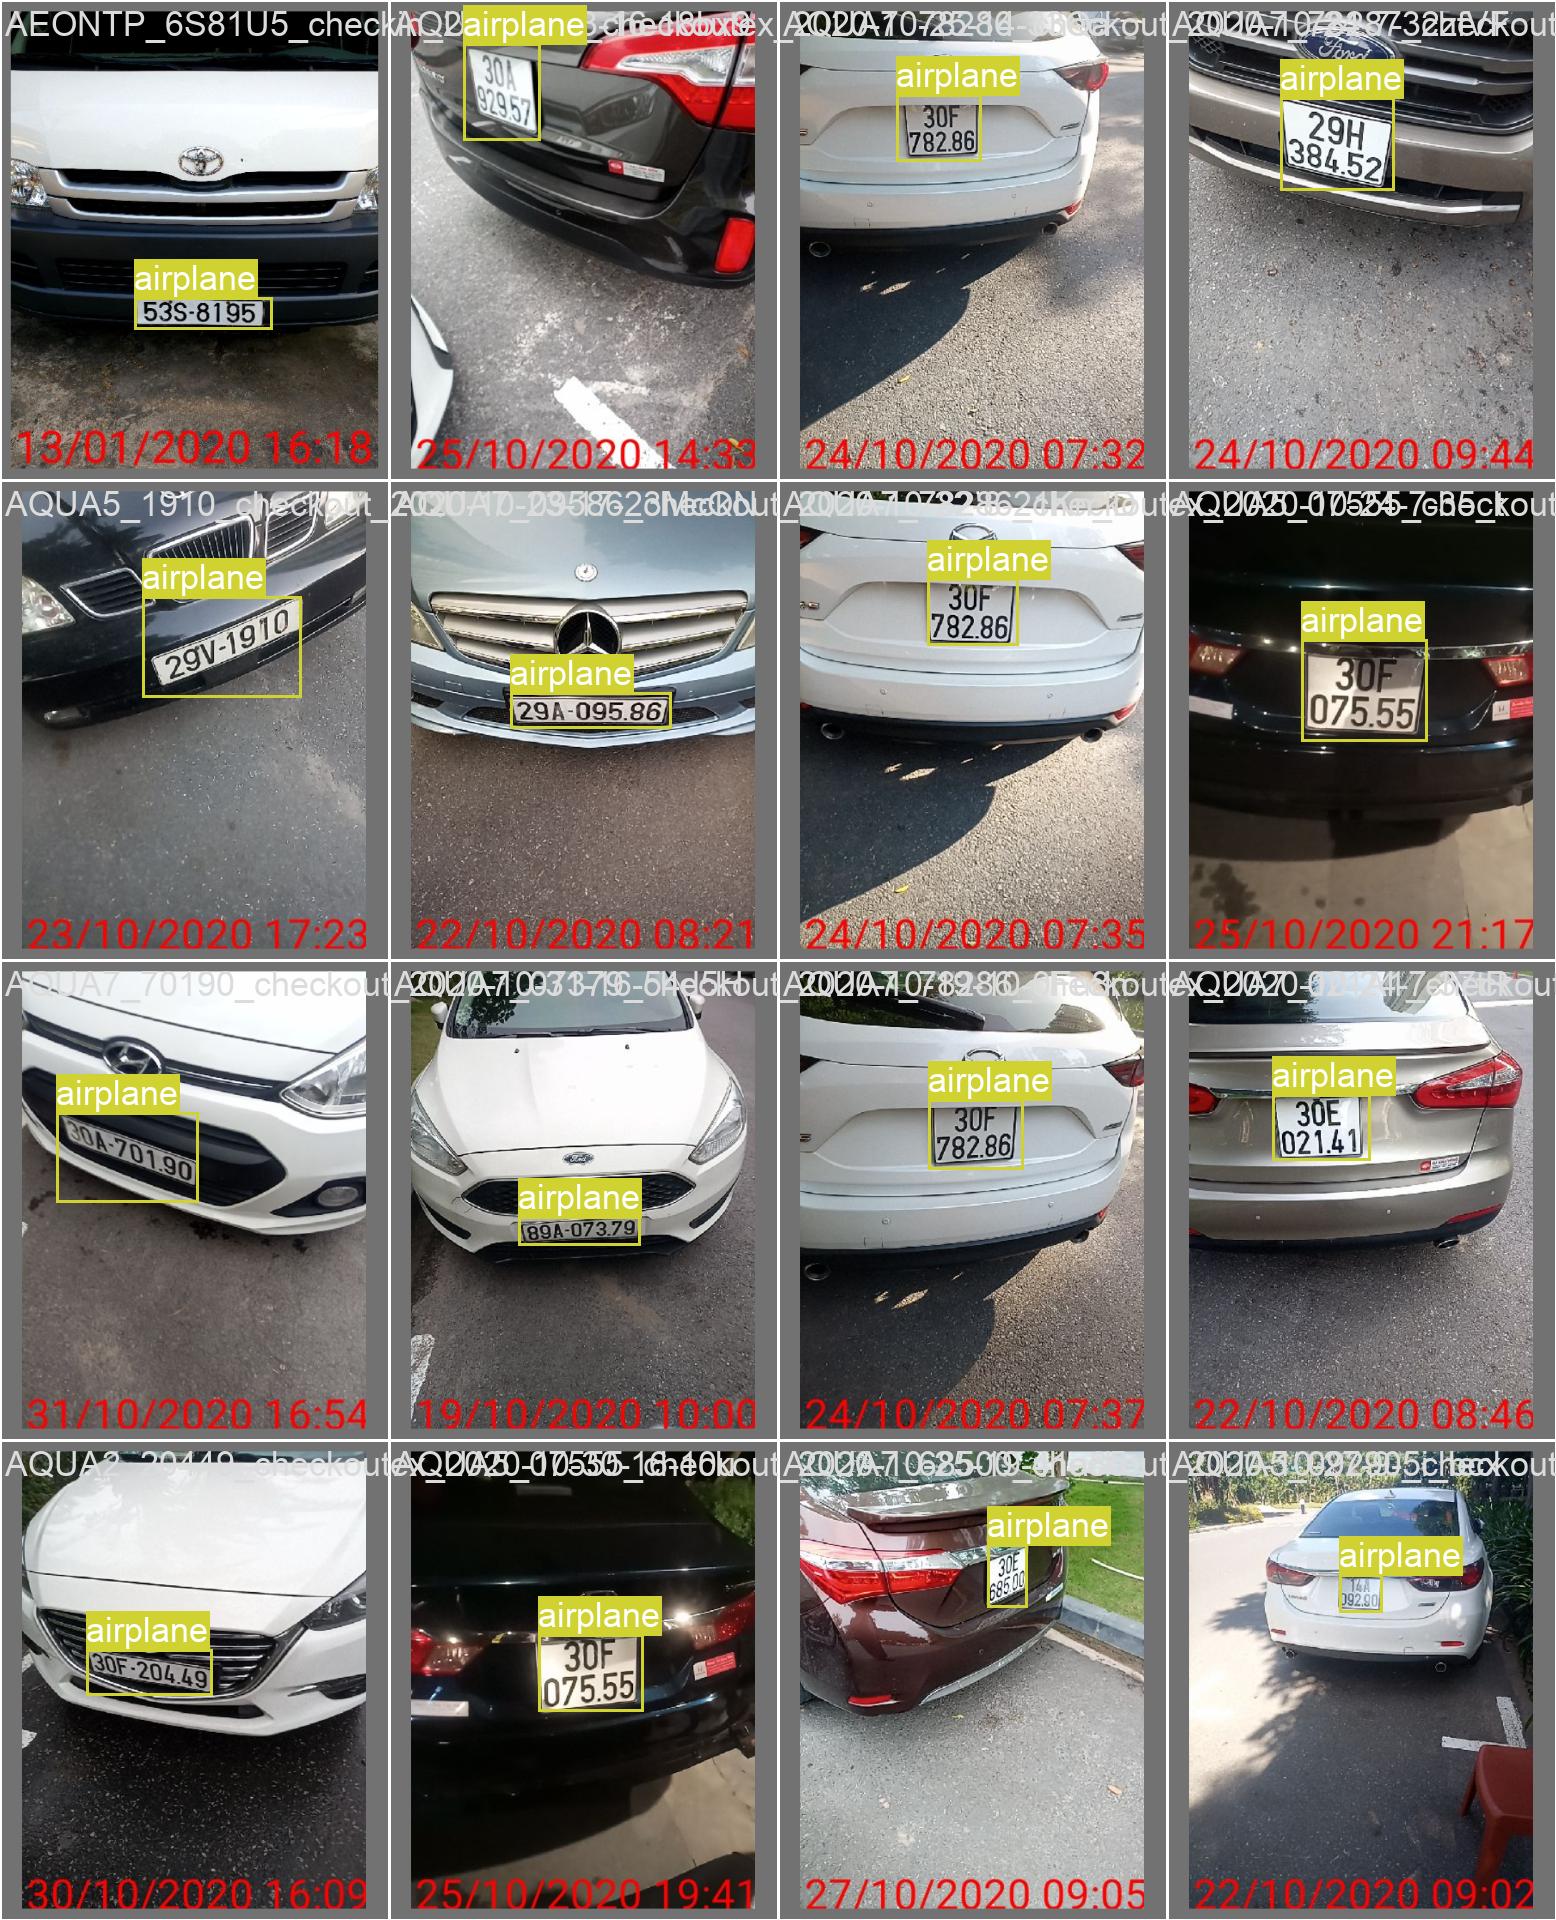 AEONTP_6S81U5_checkin
airplane
53S-8195
13/01/2020 16:18
airplane
30A
929.57
25/10/2020 14:33
airplane
30F
782.86
24/10/2020 07:32
Ford
airplane
29H
384.52
24/10/2020 09:44
AQUA5_1910_checkout
airplane
29V-1910
23/10/2020 17:23
airplane
29A-095.86
22/10/2020 08:21
airplane
30F
782.86
24/10/2020 07:35
airplane
30F
075.55
25/10/2020 21:17
AQUA7_70190_checkout
airplane
30A-701.90
31/10/2020 16:54
Ford
airplane
89A-073.79
19/10/2020 10:00
airplane
30F
782.86
24/10/2020 07:37
airplane
30E
021.41
22/10/2020 08:46
AQUA2_20449_checkout
airplane
30F-204.49
30/10/2020 16:09
airplane
30F
075.55
25/10/2020 19:41
airplane
30E
685.00
27/10/2020 09:05
airplane
14A
092.90
22/10/2020 09:02